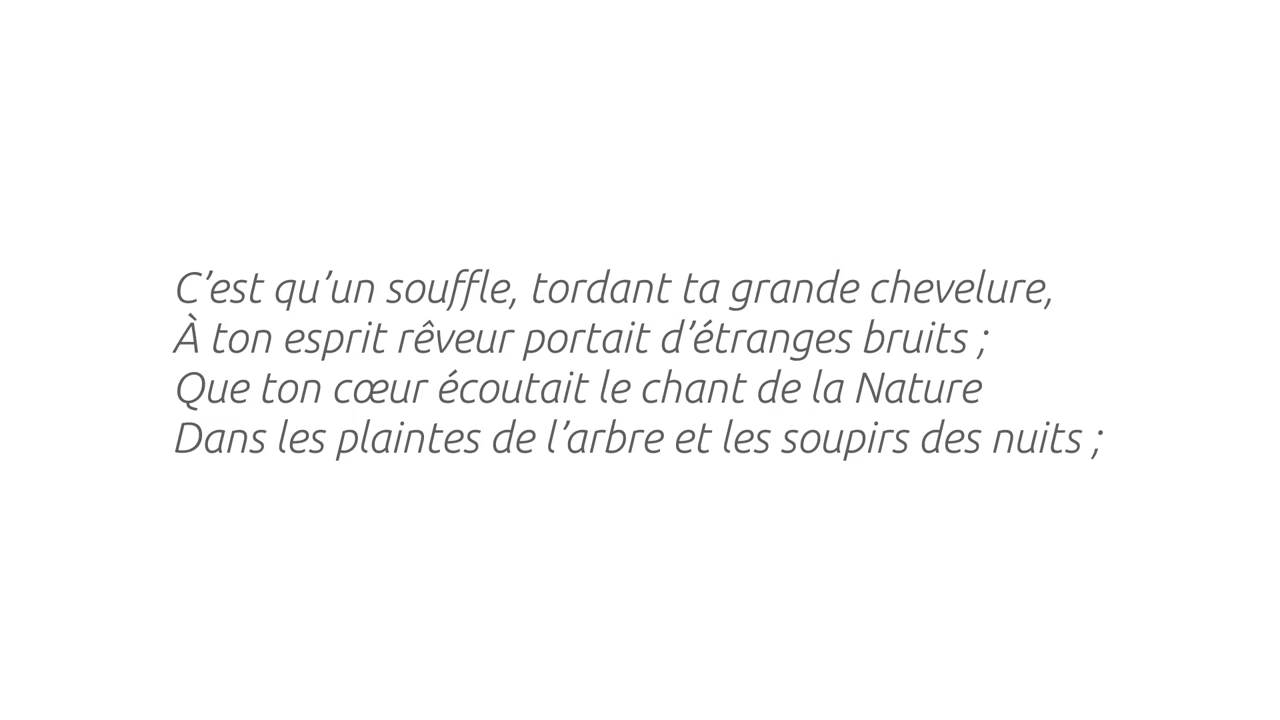 C’est qu’un souffle, tordant ta grande chevelure,
À ton esprit rêveur portait d’étranges bruits ;
Que ton cœur écoutait le chant de la Nature
Dans les plaintes de l’arbre et les soupirs des nuits ;